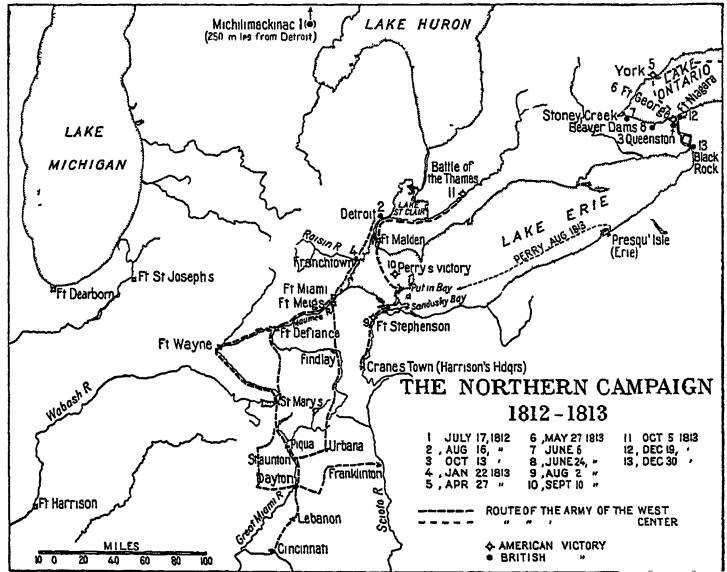 Michilimackinac 1
(250 miles from Detroit)
LAKE HURON
LAKE
MICHIGAN
York 5
LAKE
ONTARIO
6 Ft George
Ft Niagara
12
Stoney Creek 7
Beaver Dams 8
3 Queenston
13
Black
Rock
Battle of
the Thames
11
2
Detroit
LAKE
ST CLAIR
Ft Malden
LAKE ERIE
PERRY, AUG 1813
Presqu' Isle
(Erie)
Raisin R
4
Frenchtown
10 Perry's Victory
Put in Bay
Sandusky Bay
Ft St Josephs
Ft Dearborn
Ft Miami
Ft Meigs
Maumee R
9
Ft Stephenson
Ft Defiance
Ft Wayne
Findlay
Cranes Town (Harrison's Hdqrs)
Wabash R
St Marys
Piqua
Urbana
Staunton
Dayton
Franklinton
Ft Harrison
Great Miami R
Lebanon
Scioto R
Cincinnati
THE NORTHERN CAMPAIGN
1812-1813
1 JULY 17, 1812 6, MAY 27 1813 11 OCT 5 1813
2, AUG 16, " 7 JUNE 6 12, DEC 19, "
3 OCT 13 " 8, JUNE 24, " 13, DEC 30 "
4, JAN 22 1813 9, AUG 2 "
5, APR 27 " 10, SEPT 10 "
ROUTE OF THE ARMY OF THE WEST
" " " CENTER
AMERICAN VICTORY
BRITISH "
MILES
10 0 20 40 60 80 100